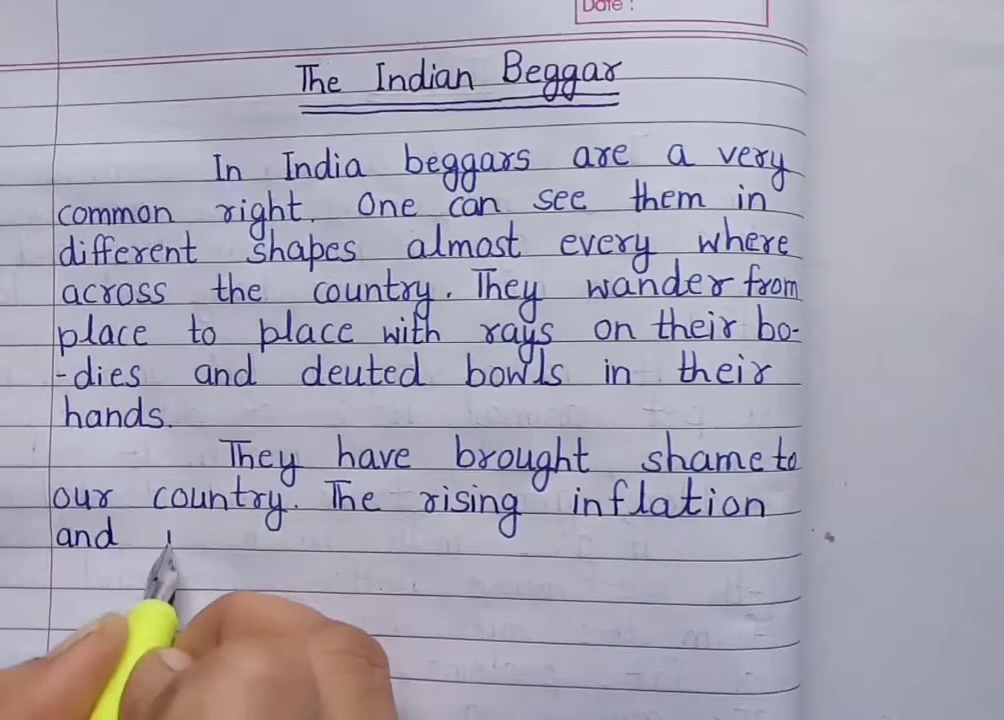 Date :
The Indian Beggar
In India beggars are a very
common right. One can see them in
different shapes almost every where
across the country. They wander from
place to place with rays on their bo-
-dies and deuted bowls in their
hands.
They have brought shame to
our country. The rising inflation
and